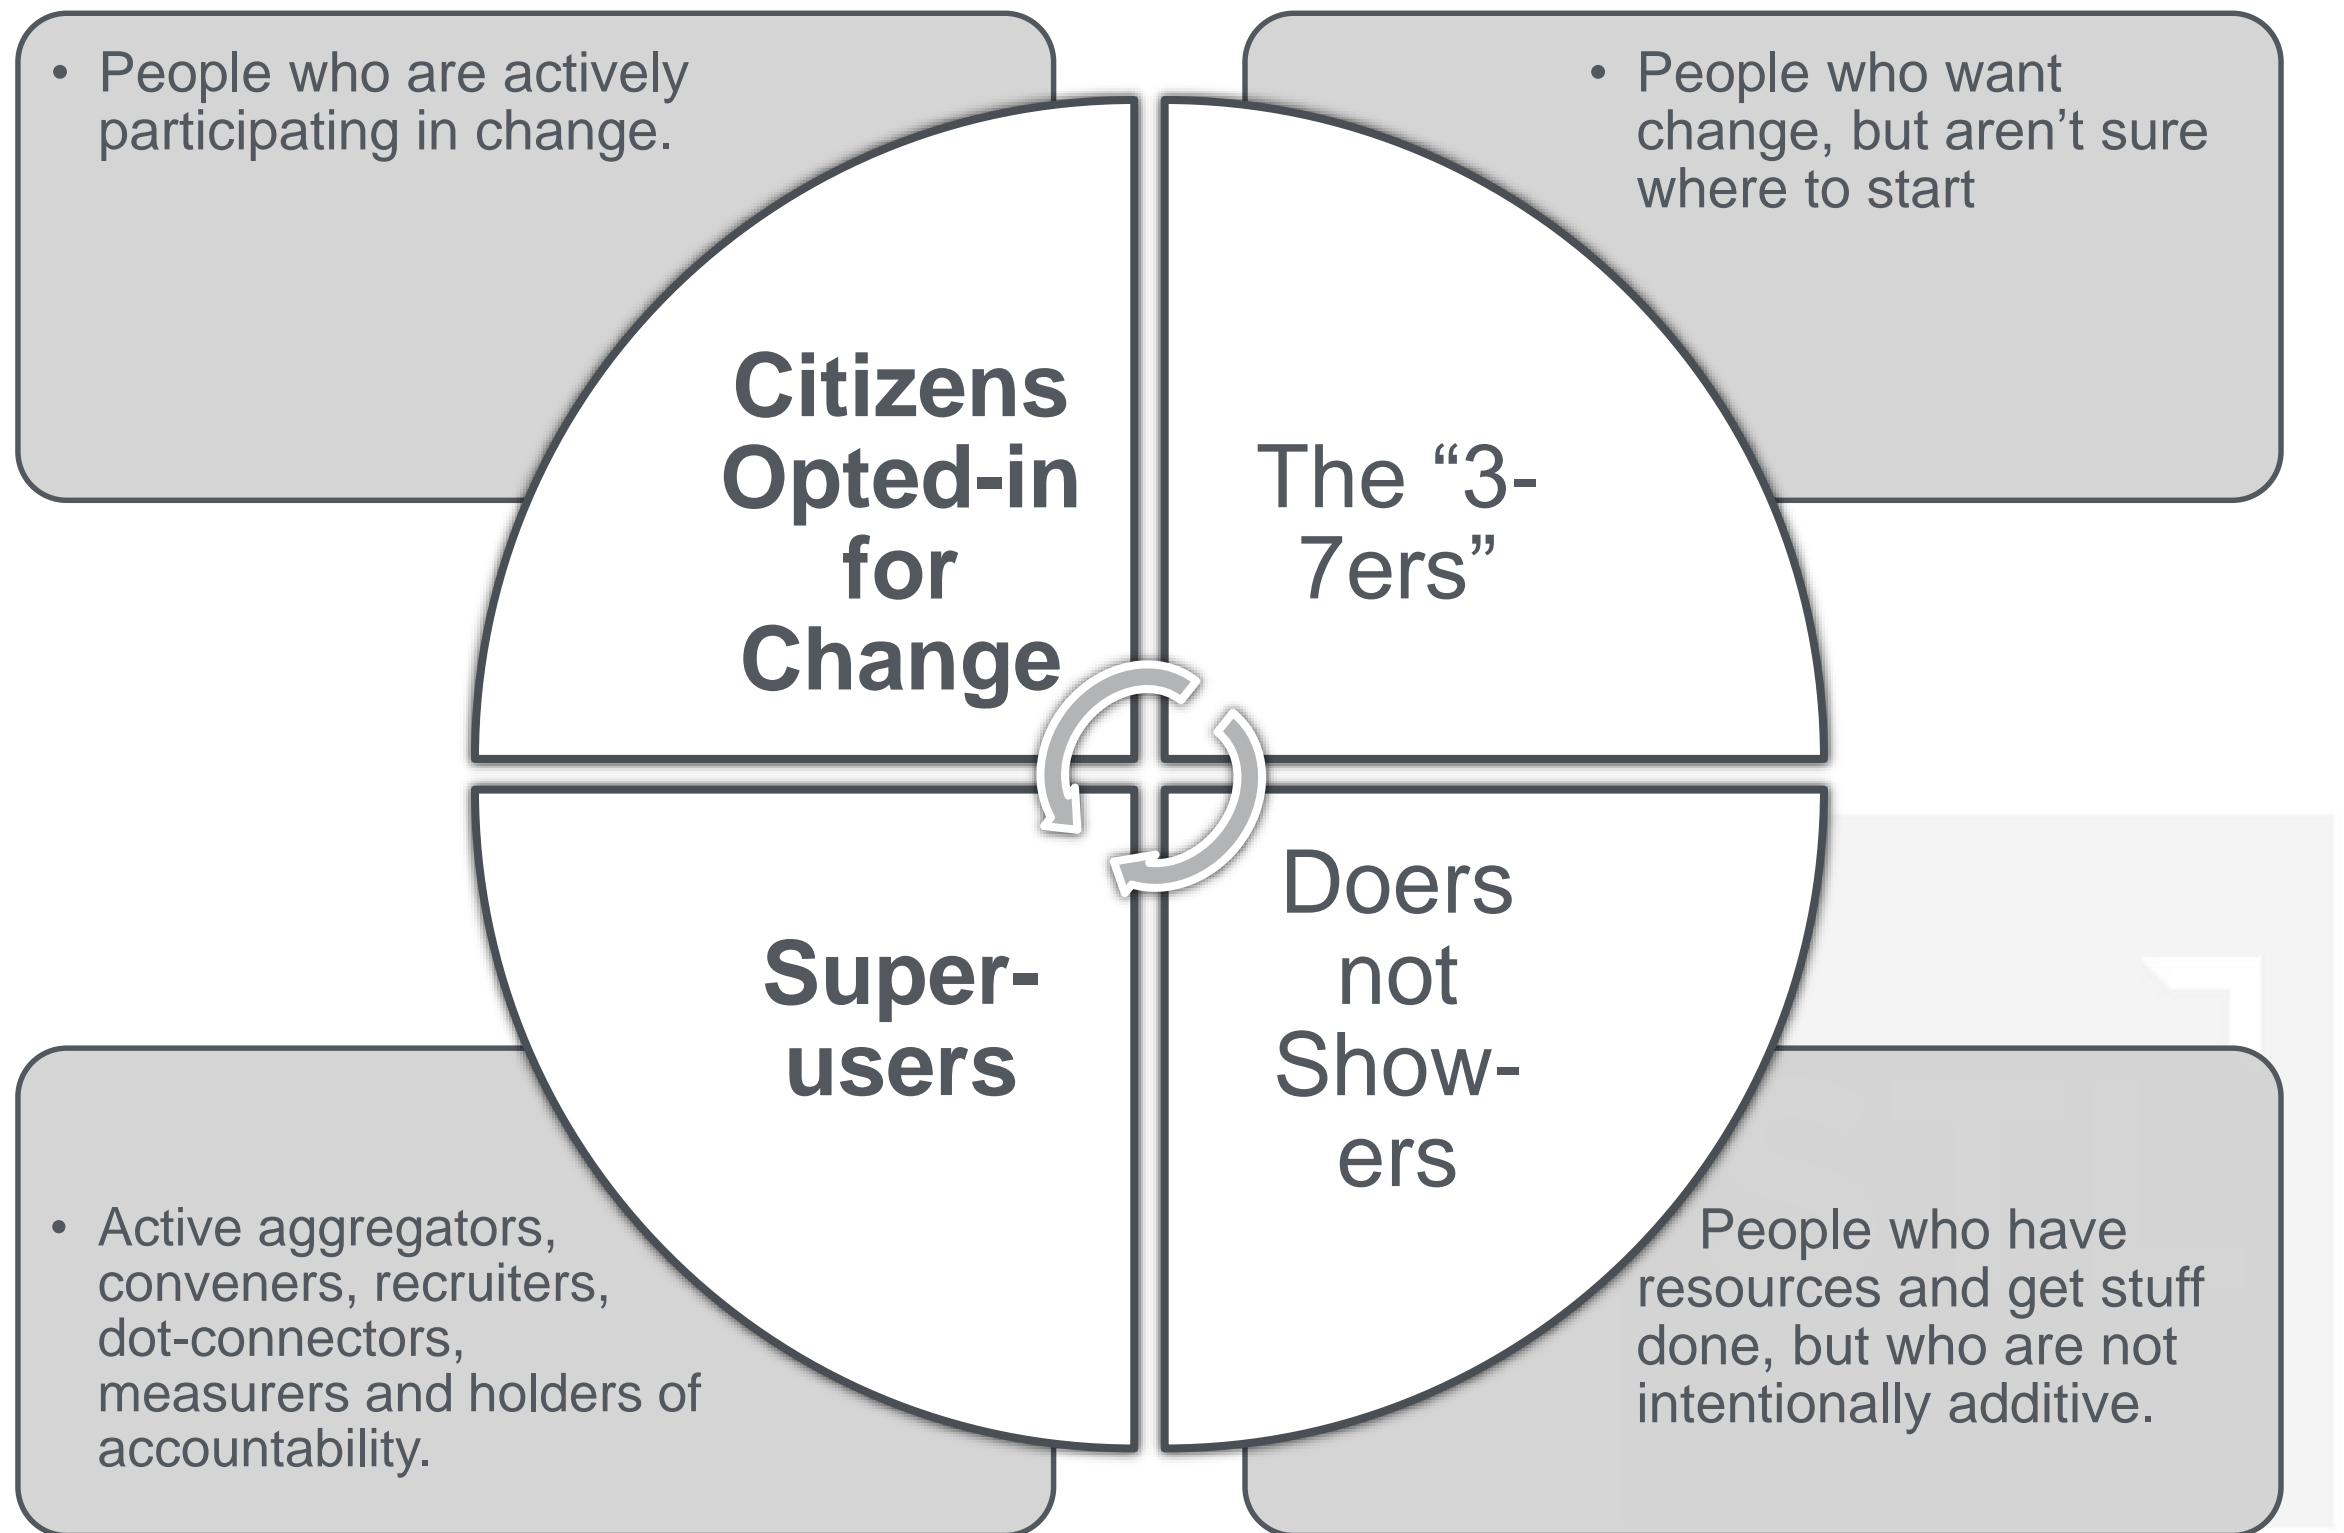 • People who are actively
participating in change.
• People who want
change, but aren’t sure
where to start
Citizens
Opted-in
for
Change
The “3-
7ers”
Super-
users
Doers
not
Show-
ers
• Active aggregators,
conveners, recruiters,
dot-connectors,
measurers and holders of
accountability.
People who have
resources and get stuff
done, but who are not
intentionally additive.